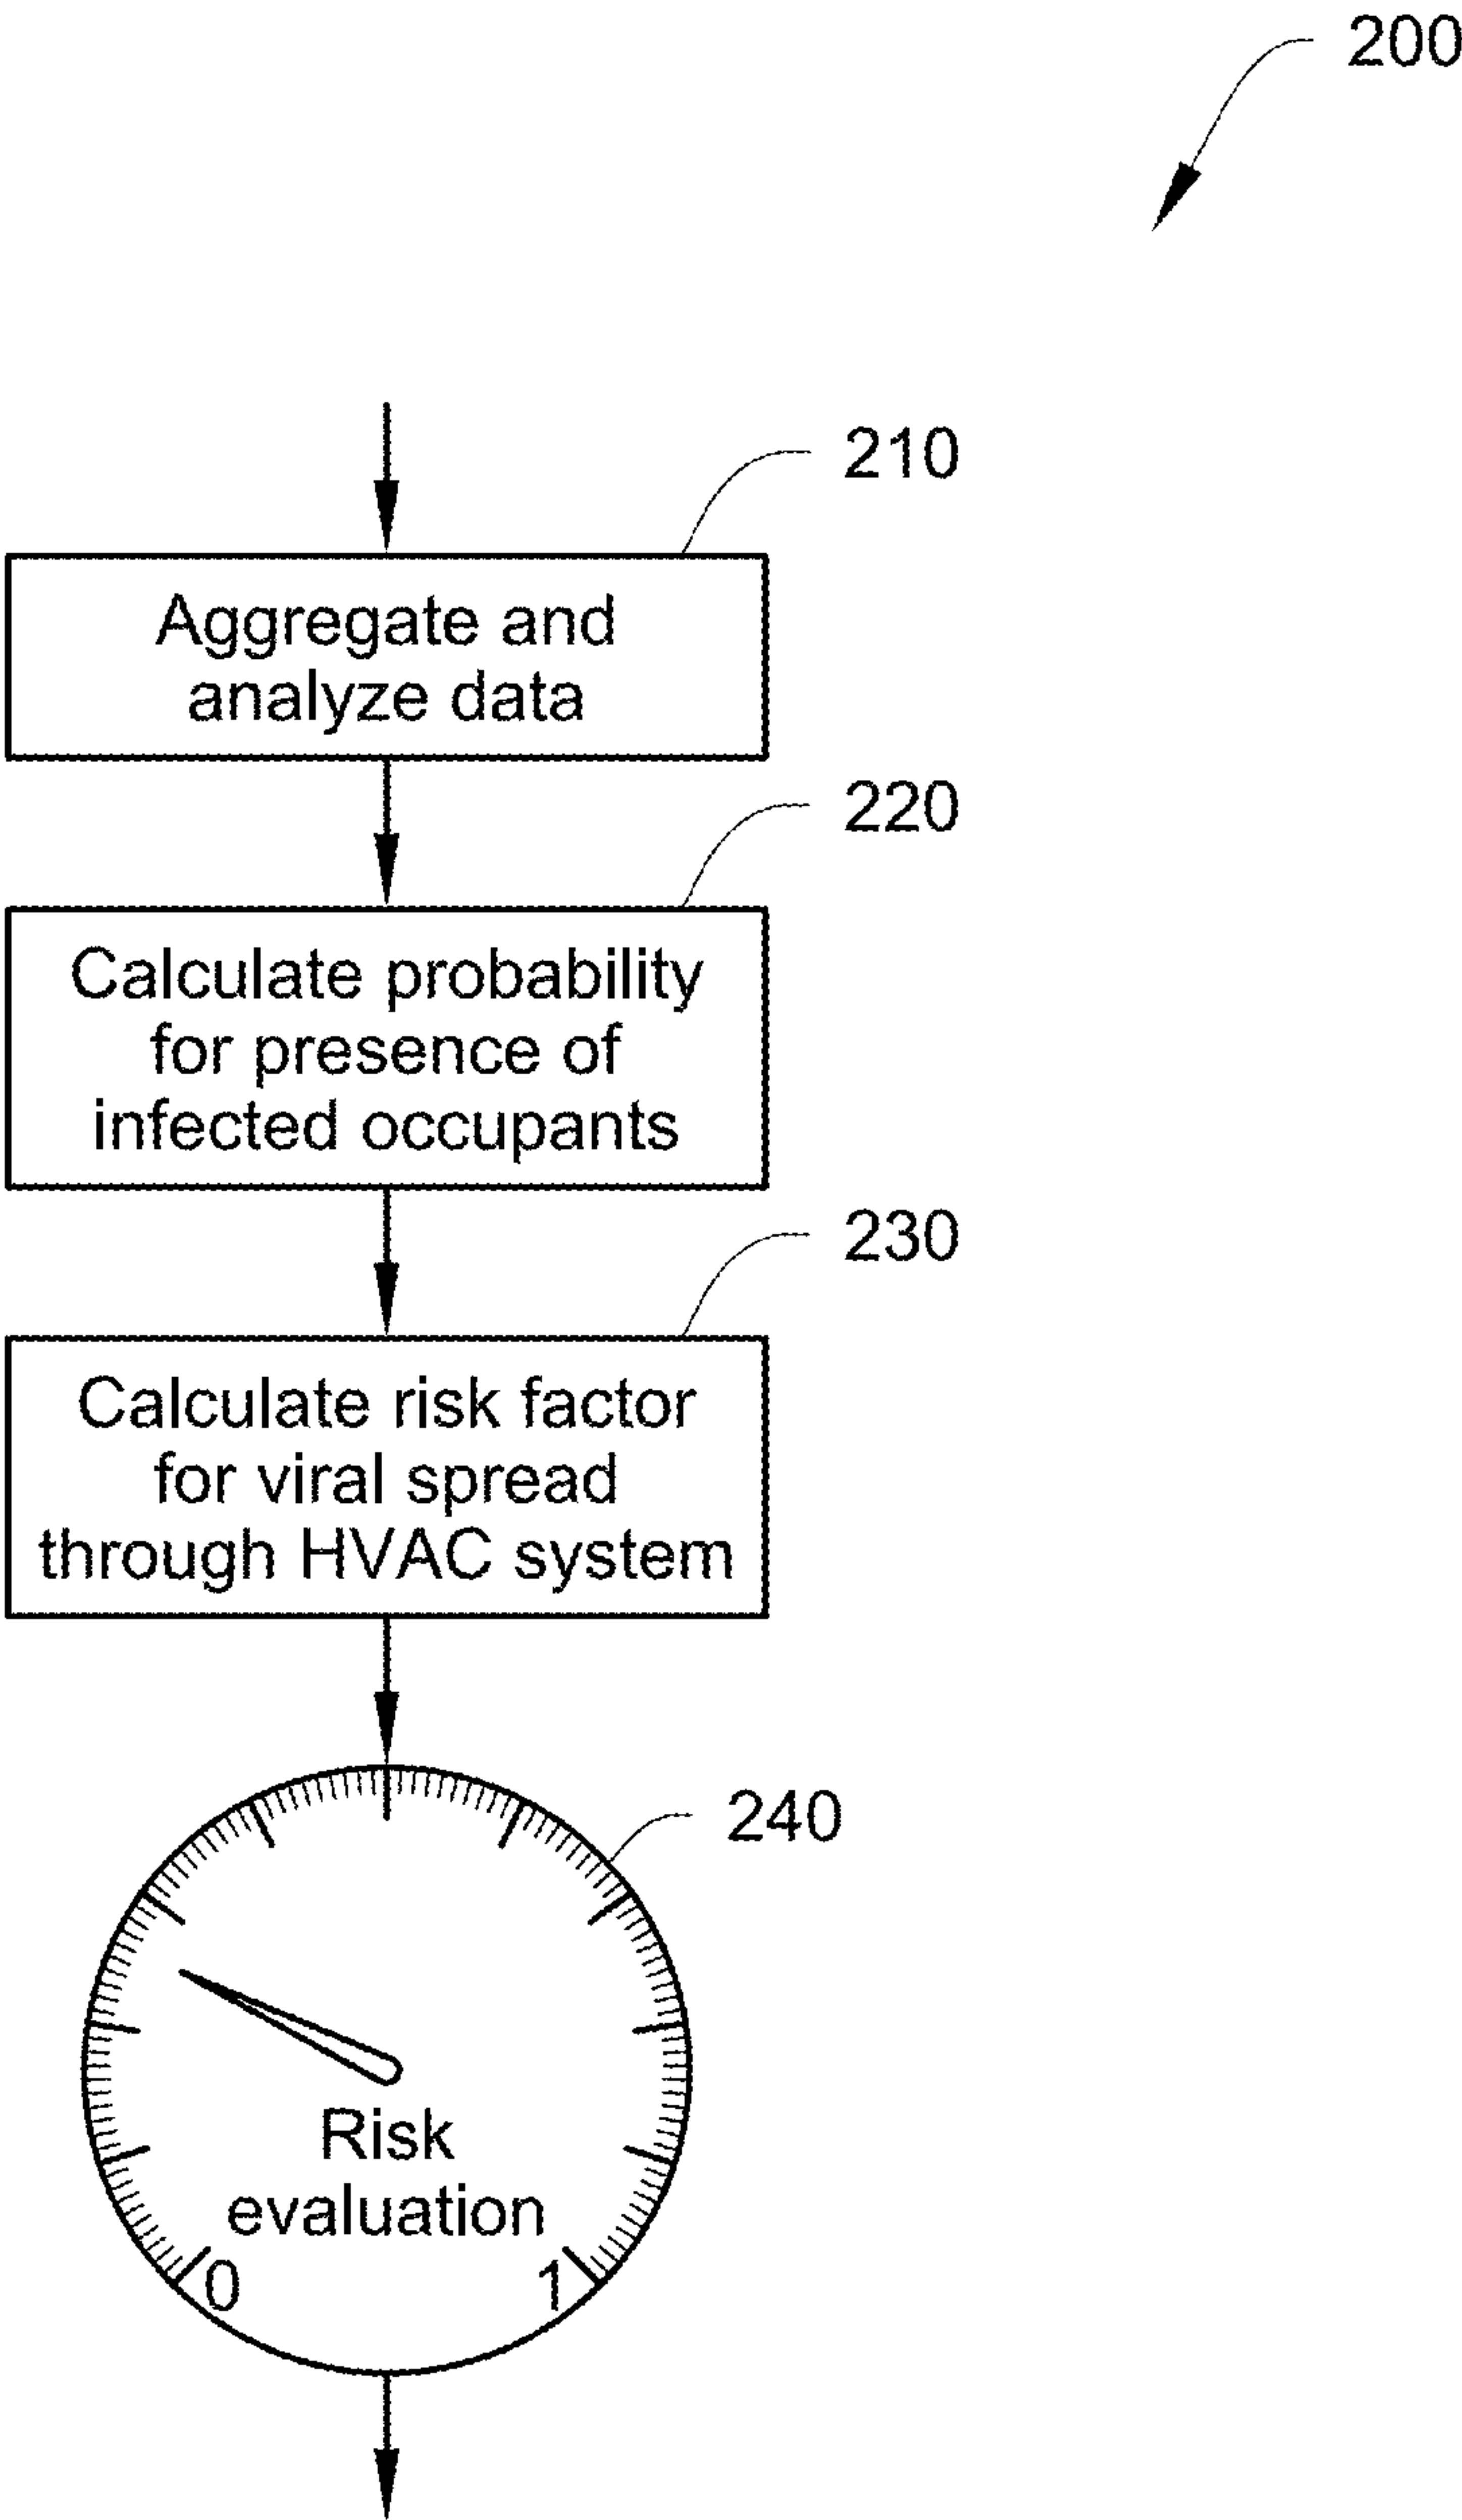 200
210
Aggregate and
analyze data
220
Calculate probability
for presence of
infected occupants
230
Calculate risk factor
for viral spread
through HVAC system
240
Risk
evaluation
0 1